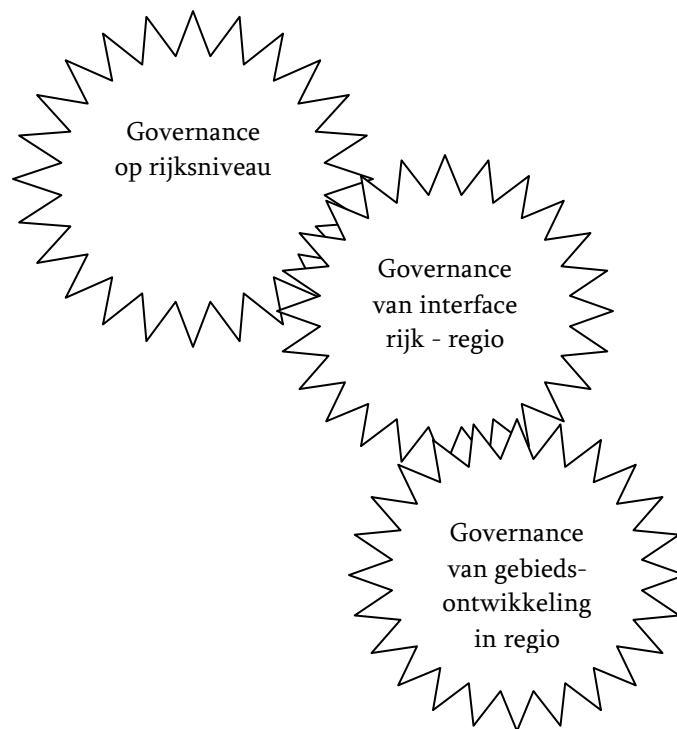 Governance
op rijksniveau
Governance
van interface
rijk - regio
Governance
van gebieds-
ontwikkeling
in regio